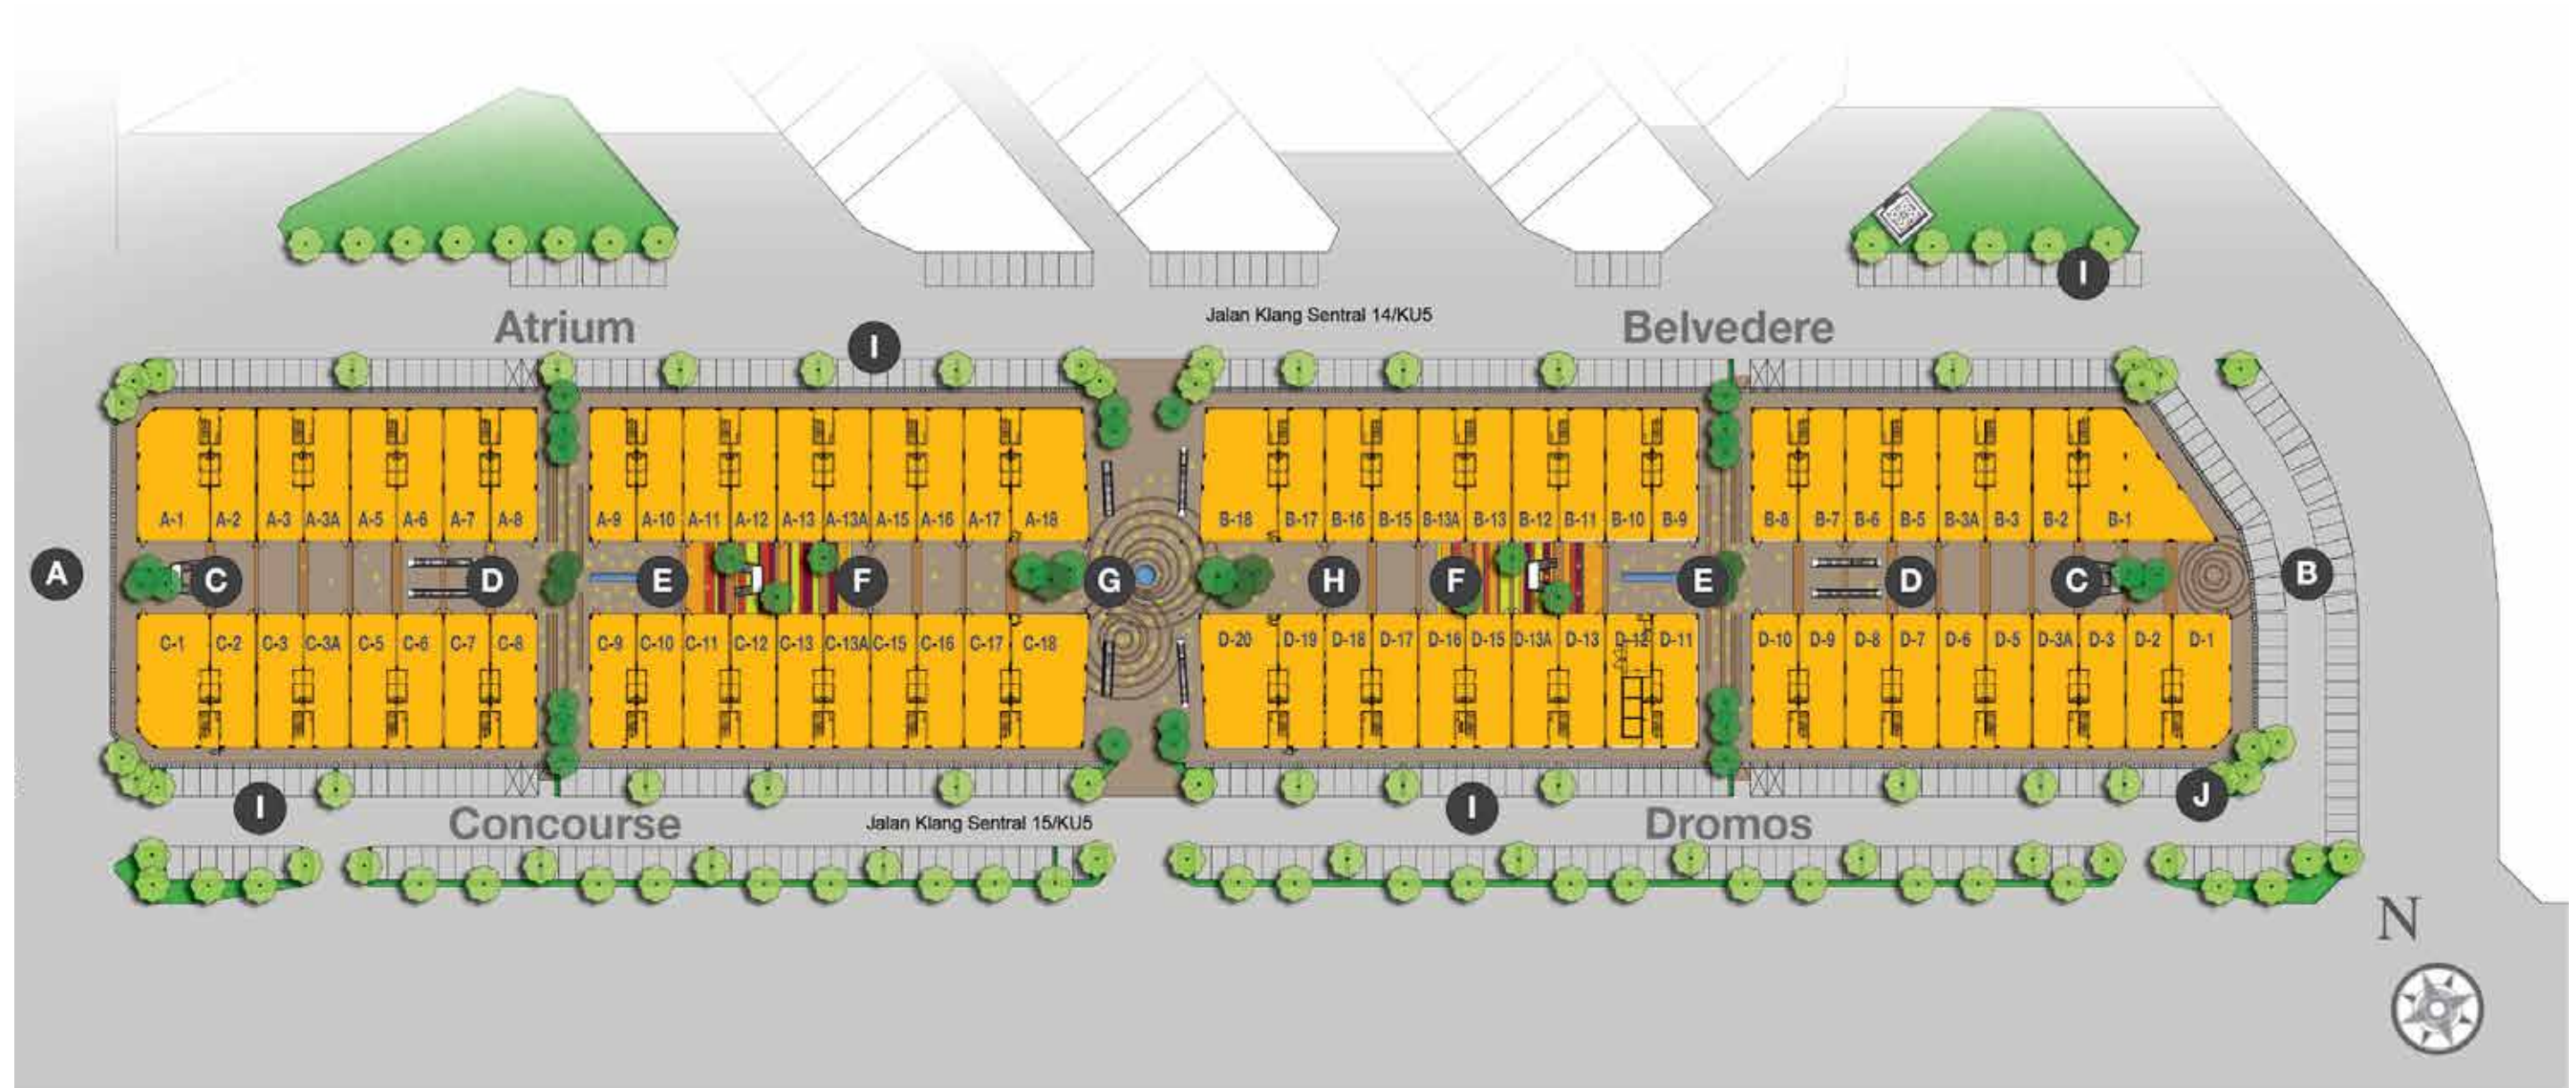 I
Jalan Klang Sentral 14/KU5
Atrium
Belvedere
I
A-1 A-2 A-3 A-3A A-5 A-6 A-7 A-8 A-9 A-10 A-11 A-12 A-13 A-13A A-15 A-16 A-17 A-18 B-18 B-17 B-16 B-15 B-13A B-13 B-12 B-11 B-10 B-9 B-8 B-7 B-6 B-5 B-3A B-3 B-2 B-1
A C D E F G H F E D C B
C-1 C-2 C-3 C-3A C-5 C-6 C-7 C-8 C-9 C-10 C-11 C-12 C-13 C-13A C-15 C-16 C-17 C-18 D-20 D-19 D-18 D-17 D-16 D-15 D-13A D-13 D-12 D-11 D-10 D-9 D-8 D-7 D-6 D-5 D-3A D-3 D-2 D-1
I I J
Concourse
Jalan Klang Sentral 15/KU5
Dromos
N